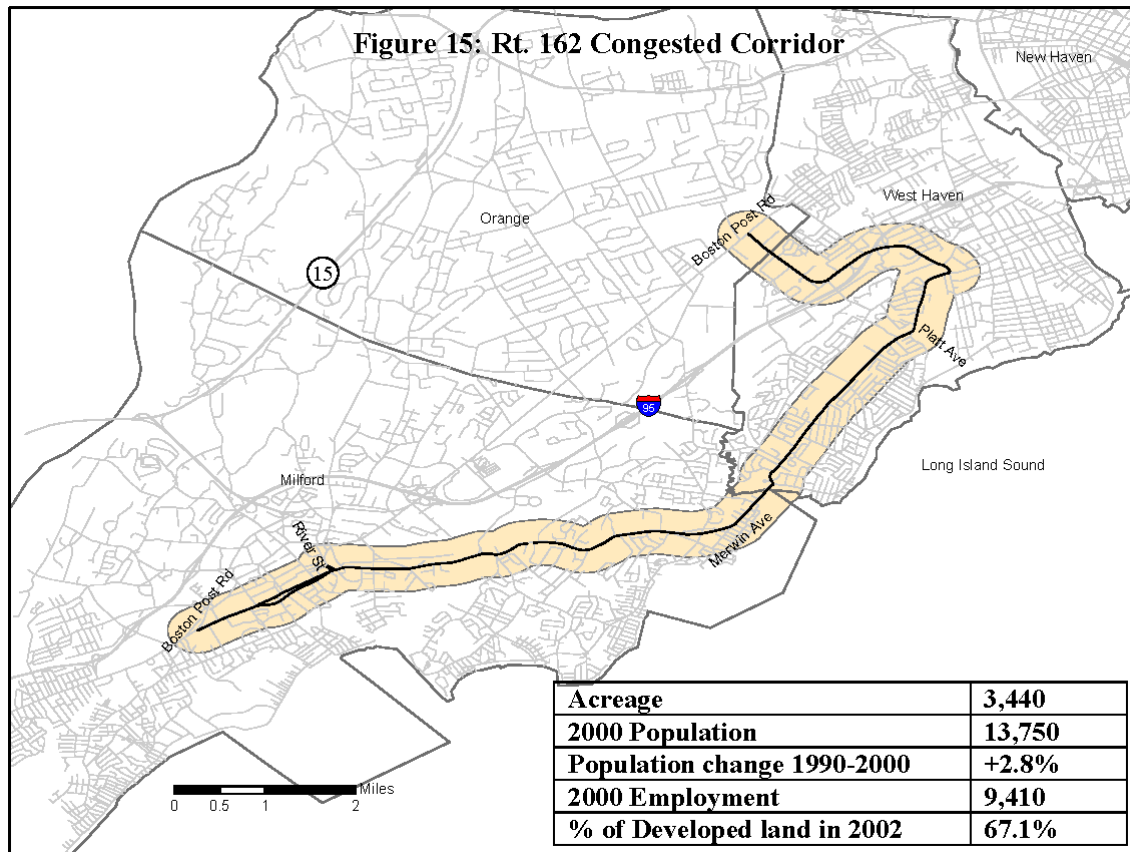 Figure 15: Rt. 162 Congested Corridor
New Haven
West Haven
Orange
Boston Post Rd
15
Platt Ave
95
Long Island Sound
Milford
River St
Merwin Ave
Boston Post Rd
Acreage 3,440
2000 Population 13,750
Population change 1990-2000 +2.8%
2000 Employment 9,410
% of Developed land in 2002 67.1%
Miles
0 0.5 1 2